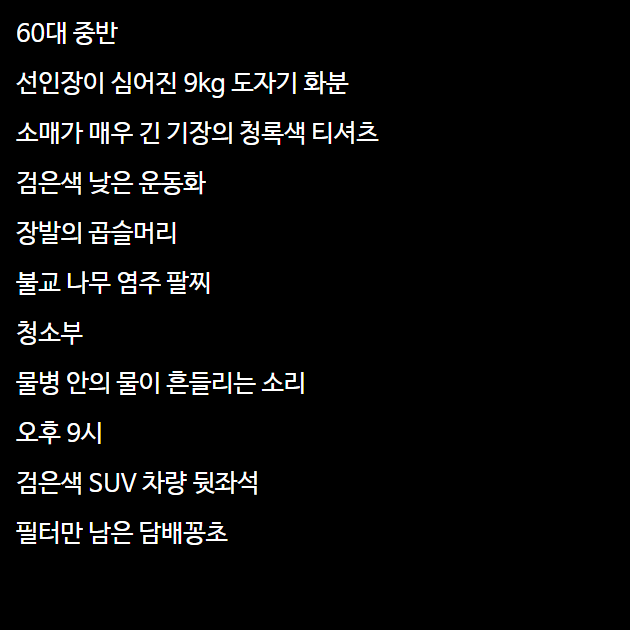 60대 중반
선인장이 심어진 9kg 도자기 화분
소매가 매우 긴 기장의 청록색 티셔츠
검은색 낮은 운동화
장발의 곱슬머리
불교 나무 염주 팔찌
청소부
물병 안의 물이 흔들리는 소리
오후 9시
검은색 SUV 차량 뒷좌석
필터만 남은 담배꽁초